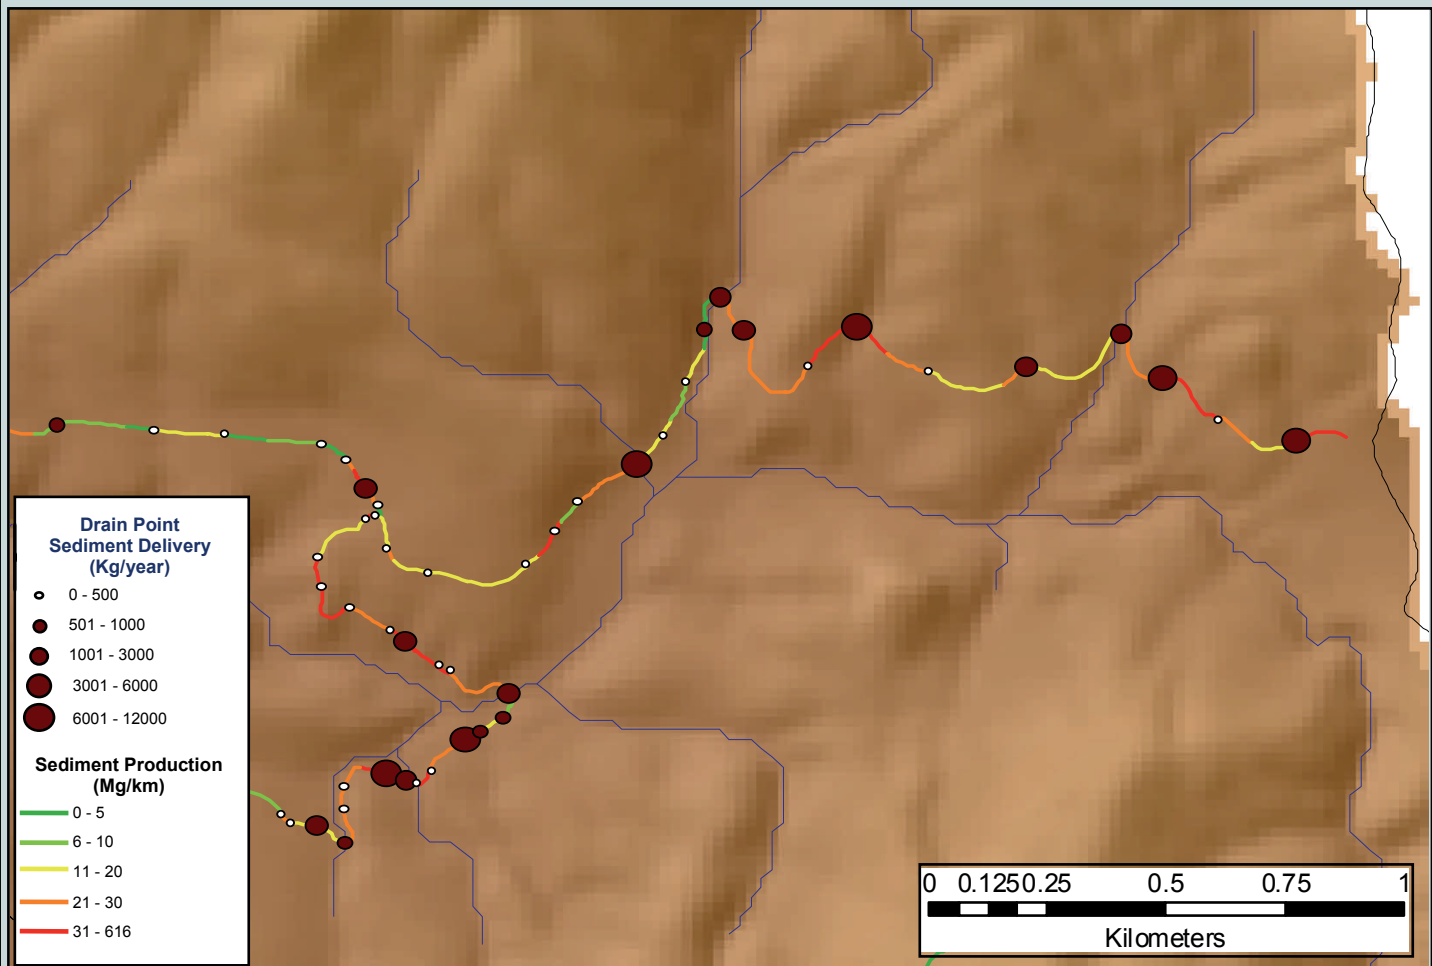 Drain Point
Sediment Delivery
(Kg/year)
0 - 500
501 - 1000
1001 - 3000
3001 - 6000
6001 - 12000
Sediment Production
(Mg/km)
0 - 5
6 - 10
11 - 20
21 - 30
31 - 616
0 0.125 0.25 0.5 0.75 1
Kilometers